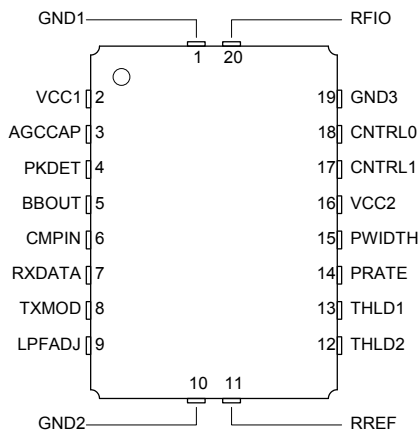 GND1 RFIO
1 20
VCC1 2 19 GND3
AGCCAP 3 18 CNTRL0
PKDET 4 17 CNTRL1
BBOUT 5 16 VCC2
CMPIN 6 15 PWIDTH
RXDATA 7 14 PRATE
TXMOD 8 13 THLD1
LPFADJ 9 12 THLD2
10 11
GND2 RREF